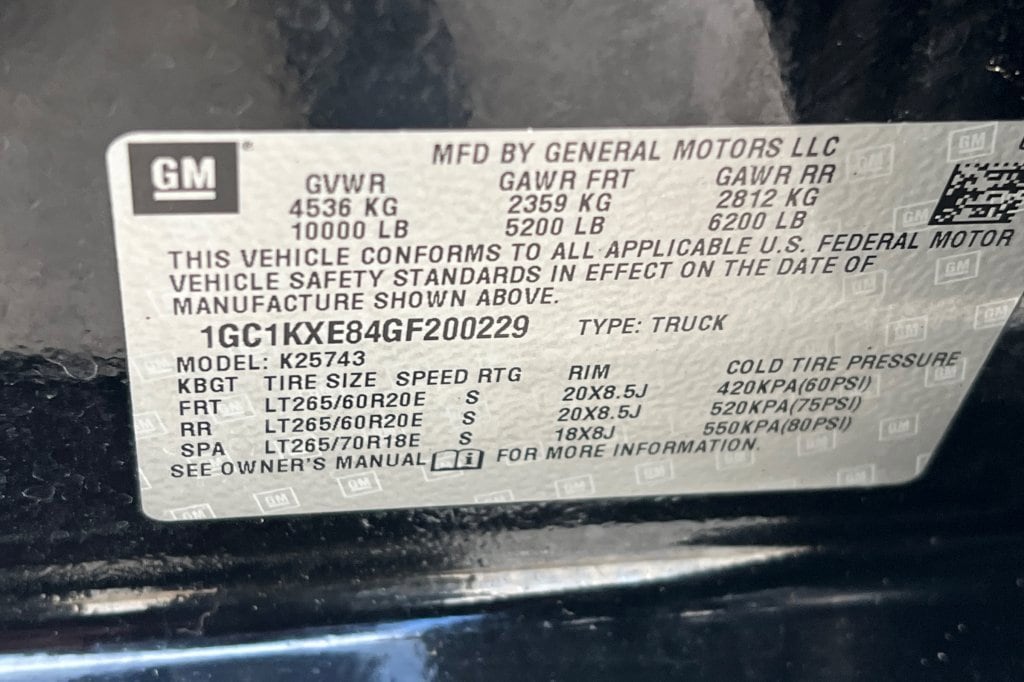 GM ® MFD BY GENERAL MOTORS LLC
GVWR GAWR FRT GAWR RR
4536 KG 2359 KG 2812 KG
10000 LB 5200 LB 6200 LB
THIS VEHICLE CONFORMS TO ALL APPLICABLE U.S. FEDERAL MOTOR
VEHICLE SAFETY STANDARDS IN EFFECT ON THE DATE OF
MANUFACTURE SHOWN ABOVE.
1GC1KXE84GF200229 TYPE: TRUCK
MODEL: K25743
KBGT TIRE SIZE SPEED RTG RIM COLD TIRE PRESSURE
FRT LT265/60R20E S 20X8.5J 420KPA(60PSI)
RR LT265/60R20E S 20X8.5J 520KPA(75PSI)
SPA LT265/70R18E S 18X8J 550KPA(80PSI)
SEE OWNER'S MANUAL FOR MORE INFORMATION.